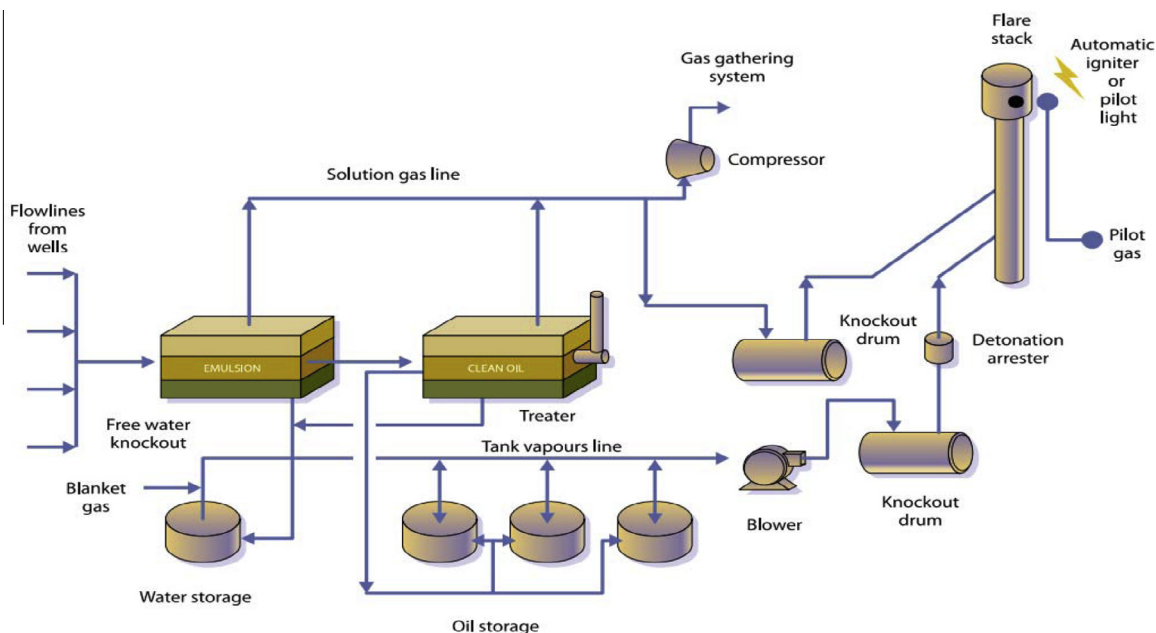 Flare
stack
Automatic
igniter
or
pilot
light
Gas gathering
system
Compressor
Solution gas line
Flowlines
from
wells
Pilot
gas
Knockout
drum
Detonation
arrester
EMULSION
CLEAN OIL
Free water
knockout
Treater
Tank vapours line
Blanket
gas
Blower
Knockout
drum
Water storage
Oil storage